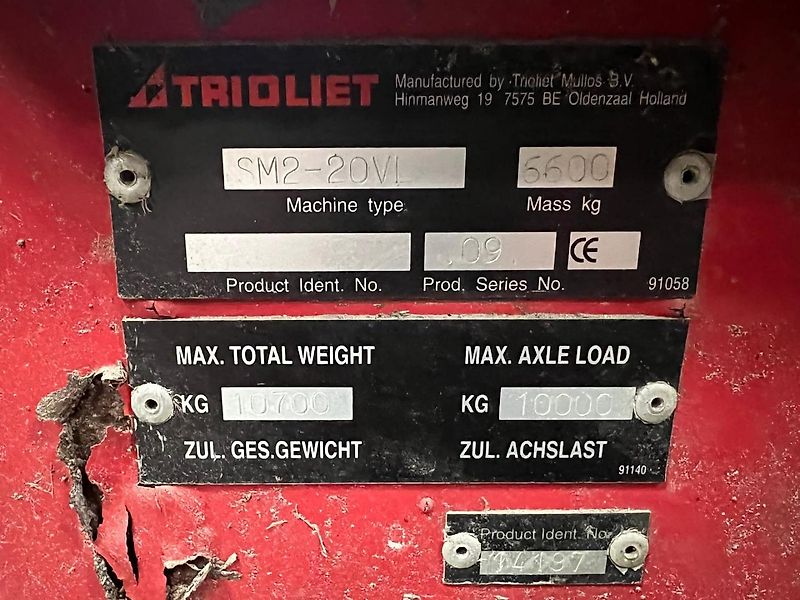 TRIOLIET
Manufactured by Trioliet Mullos B.V.
Hinmanweg 19 7575 BE Oldenzaal Holland
SM2-20VL 6600
Machine type Mass kg
.09. CE
Product Ident. No. Prod. Series No. 91058
MAX. TOTAL WEIGHT MAX. AXLE LOAD
KG 10700 KG 10000
ZUL. GES.GEWICHT ZUL. ACHSLAST
91140
Product Ident. No.
14197